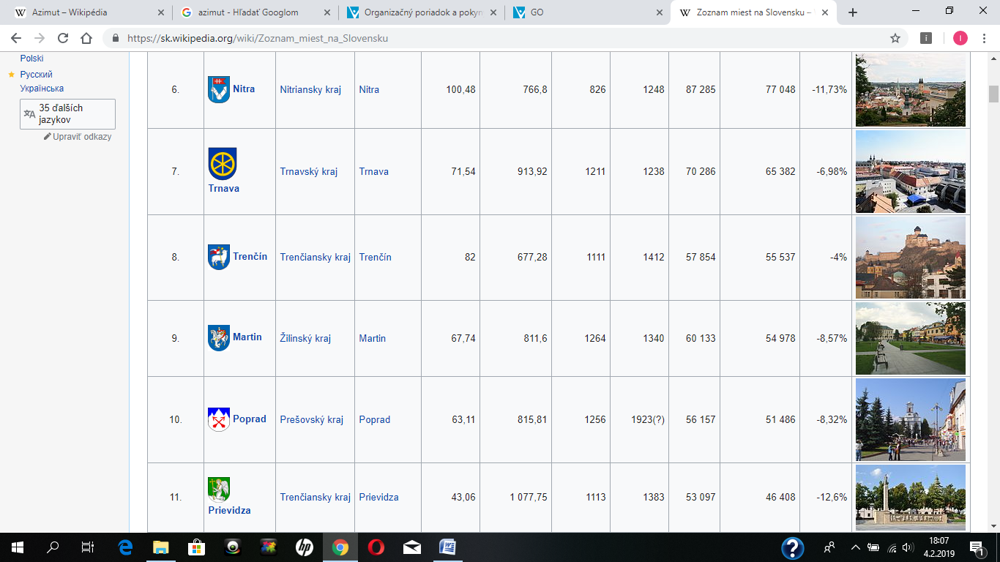 Azimut – Wikipédia
azimut - Hľadať Googlom
Organizačný poriadok a pokyn
GO
Zoznam miest na Slovensku –
https://sk.wikipedia.org/wiki/Zoznam_miest_na_Slovensku
Polski
Русский
Українська
35 ďalších
jazykov
Upraviť odkazy
6. Nitra Nitriansky kraj Nitra 100,48 766,8 826 1248 87 285 77 048 -11,73%
7. Trnava Trnavský kraj Trnava 71,54 913,92 1211 1238 70 286 65 382 -6,98%
8. Trenčín Trenčiansky kraj Trenčín 82 677,28 1111 1412 57 854 55 537 -4%
9. Martin Žilinský kraj Martin 67,74 811,6 1264 1340 60 133 54 978 -8,57%
10. Poprad Prešovský kraj Poprad 63,11 815,81 1256 1923(?) 56 157 51 486 -8,32%
11. Prievidza Trenčiansky kraj Prievidza 43,06 1 077,75 1113 1383 53 097 46 408 -12,6%
18:07
4.2.2019